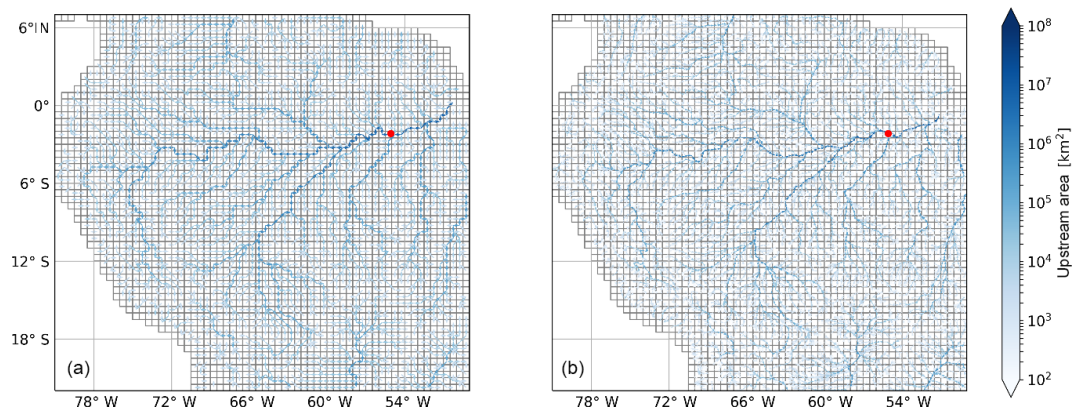 6°IN
0°
6° S
12° S
18° S
(a)
78° W 72° W 66° W 60° W 54° W
(b)
78° W 72° W 66° W 60° W 54° W
10⁸
10⁷
10⁶
10⁵
10⁴
10³
10²
Upstream area [km²]